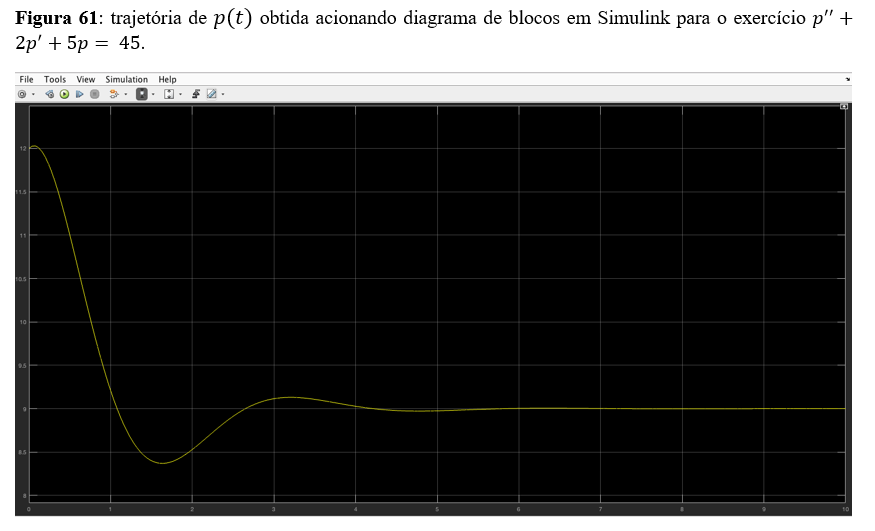 Figura 61: trajetória de p(t) obtida acionando diagrama de blocos em Simulink para o exercício p′′ +
2p′ + 5p = 45.
File Tools View Simulation Help
12
11.5
11
10.5
10
9.5
9
8.5
8
0 1 2 3 4 5 6 7 8 9 10